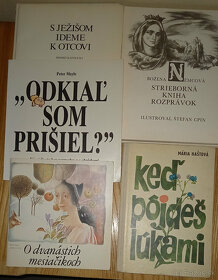 S JEŽIŠOM
IDEME
K OTCOVI
BOŽENA NĚMCOVÁ
STRIEBORNÁ
KNIHA
ROZPRÁVOK
ILUSTROVAL ŠTEFAN CPIN
Peter Mayle
„ODKIAĽ
SOM
PRIŠIEL?”
O dvanástich
mesiačikoch
MÁRIA RÁZUSOVÁ
keď
pôjdeš
lúkami